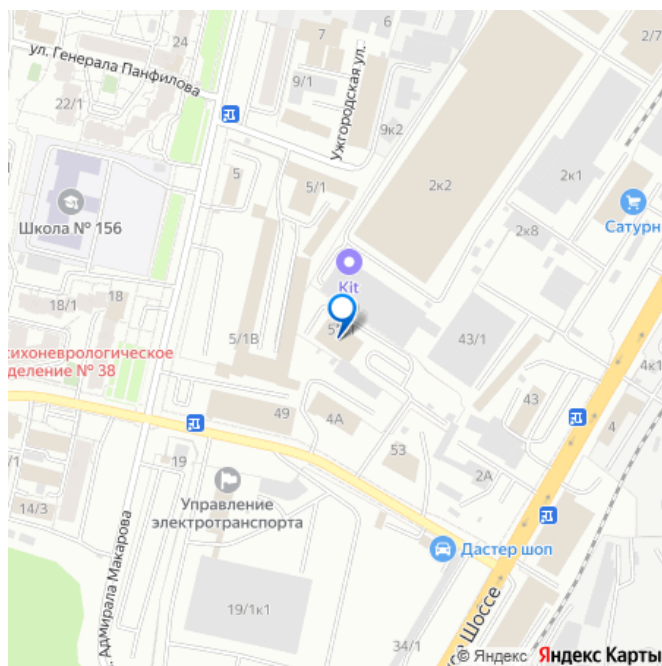 24
7
6
2/7
ул. Генерала Панфилова
9/1
Ужгородская ул.
22/1
9к2
5
5/1
2к2
2к1
Школа № 156
2к8
Сатурн
Kit
18
18/1
5/1В
43/1
сихоневрологическое
деление № 38
4к1
43
49
4А
4
53
/1
19
2А
14/3
Управление
электротранспорта
Дастер шоп
. Адмирала Макарова
19/1к1
34/1
се Шоссе
© Яндекс Яндекс Карты